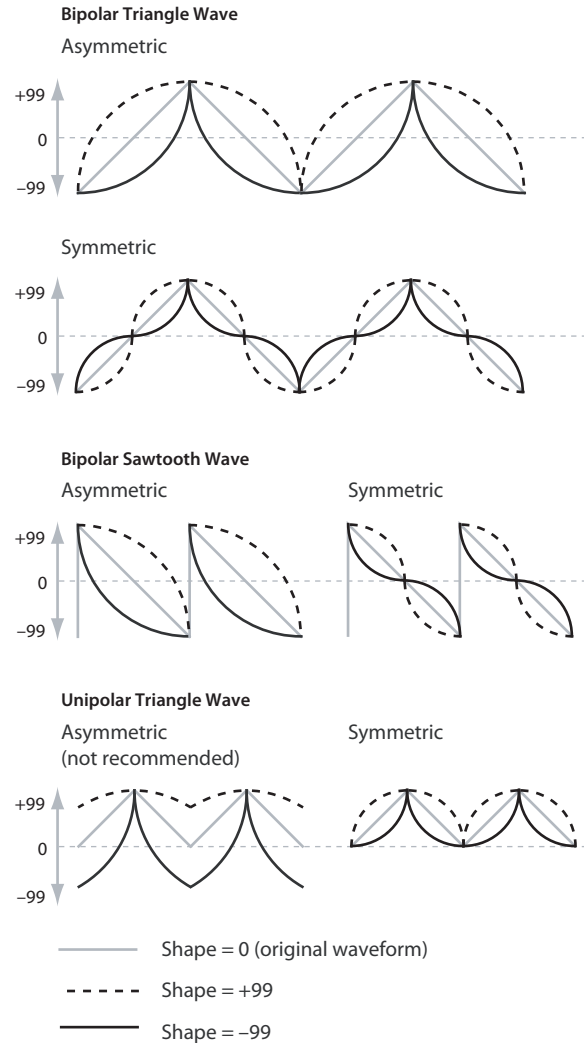 Bipolar Triangle Wave
Asymmetric
+99
0
–99
Symmetric
+99
0
–99
Bipolar Sawtooth Wave
Asymmetric
Symmetric
+99
0
–99
Unipolar Triangle Wave
Asymmetric
(not recommended)
Symmetric
+99
0
–99
Shape = 0 (original waveform)
Shape = +99
Shape = –99